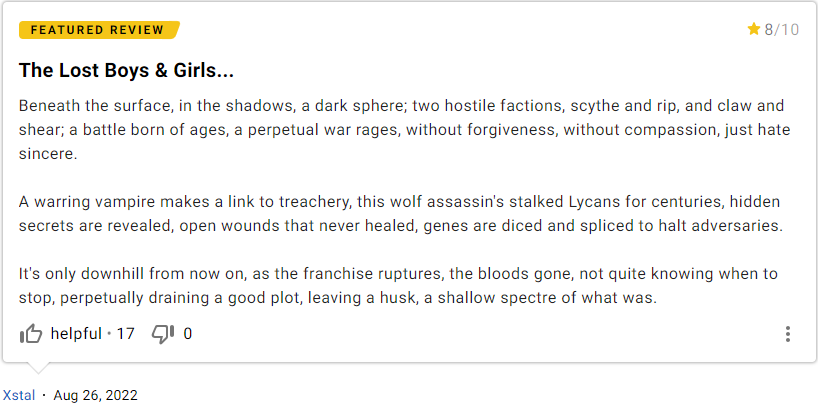 FEATURED REVIEW
8/10
The Lost Boys & Girls...
Beneath the surface, in the shadows, a dark sphere; two hostile factions, scythe and rip, and claw and
shear; a battle born of ages, a perpetual war rages, without forgiveness, without compassion, just hate
sincere.
A warring vampire makes a link to treachery, this wolf assassin's stalked Lycans for centuries, hidden
secrets are revealed, open wounds that never healed, genes are diced and spliced to halt adversaries.
It's only downhill from now on, as the franchise ruptures, the bloods gone, not quite knowing when to
stop, perpetually draining a good plot, leaving a husk, a shallow spectre of what was.
helpful • 17 0
Xstal · Aug 26, 2022